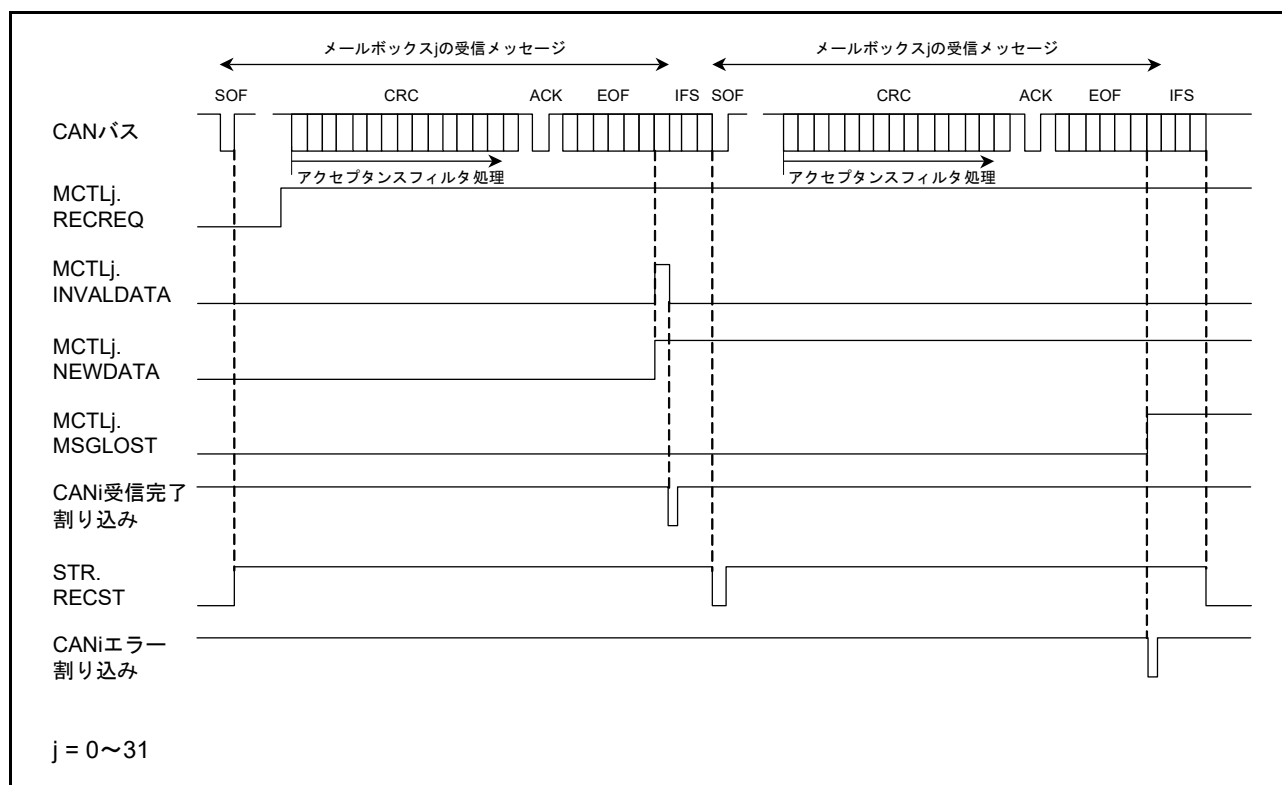 メールボックスjの受信メッセージ メールボックスjの受信メッセージ
SOF CRC ACK EOF IFS SOF CRC ACK EOF IFS
CANバス
アクセプタンスフィルタ処理 アクセプタンスフィルタ処理
MCTLj.
RECREQ
MCTLj.
INVALDATA
MCTLj.
NEWDATA
MCTLj.
MSGLOST
CANi受信完了
割り込み
STR.
RECST
CANiエラー
割り込み
j = 0～31